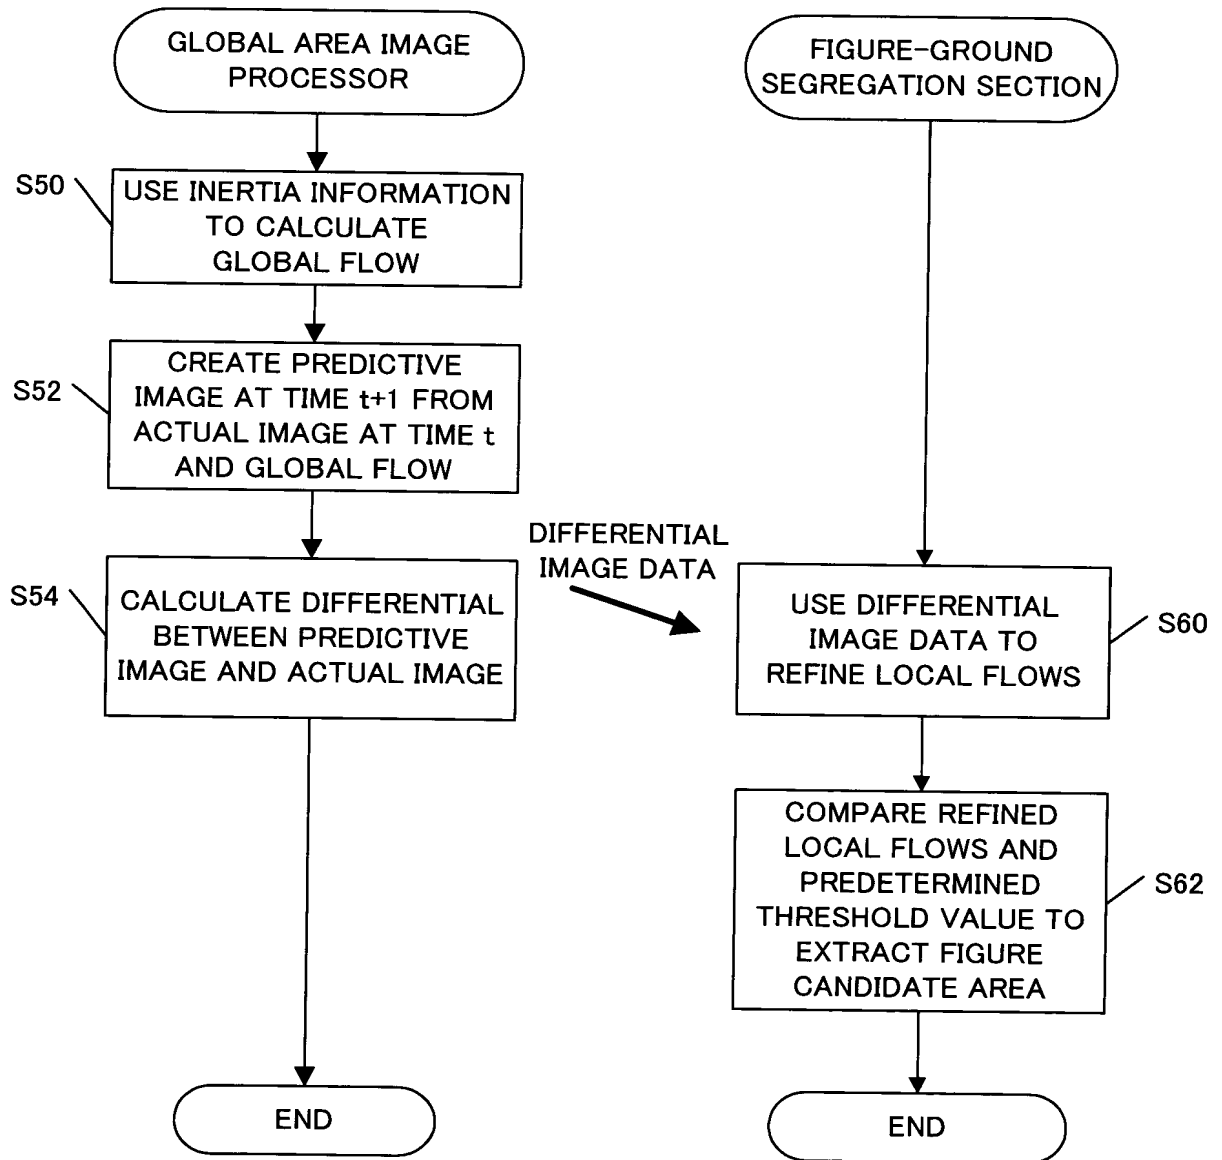 GLOBAL AREA IMAGE
PROCESSOR
S50
USE INERTIA INFORMATION
TO CALCULATE
GLOBAL FLOW
S52
CREATE PREDICTIVE
IMAGE AT TIME t+1 FROM
ACTUAL IMAGE AT TIME t
AND GLOBAL FLOW
S54
CALCULATE DIFFERENTIAL
BETWEEN PREDICTIVE
IMAGE AND ACTUAL IMAGE
END
DIFFERENTIAL
IMAGE DATA
FIGURE-GROUND
SEGREGATION SECTION
USE DIFFERENTIAL
IMAGE DATA TO
REFINE LOCAL FLOWS
S60
COMPARE REFINED
LOCAL FLOWS AND
PREDETERMINED
THRESHOLD VALUE TO
EXTRACT FIGURE
CANDIDATE AREA
S62
END